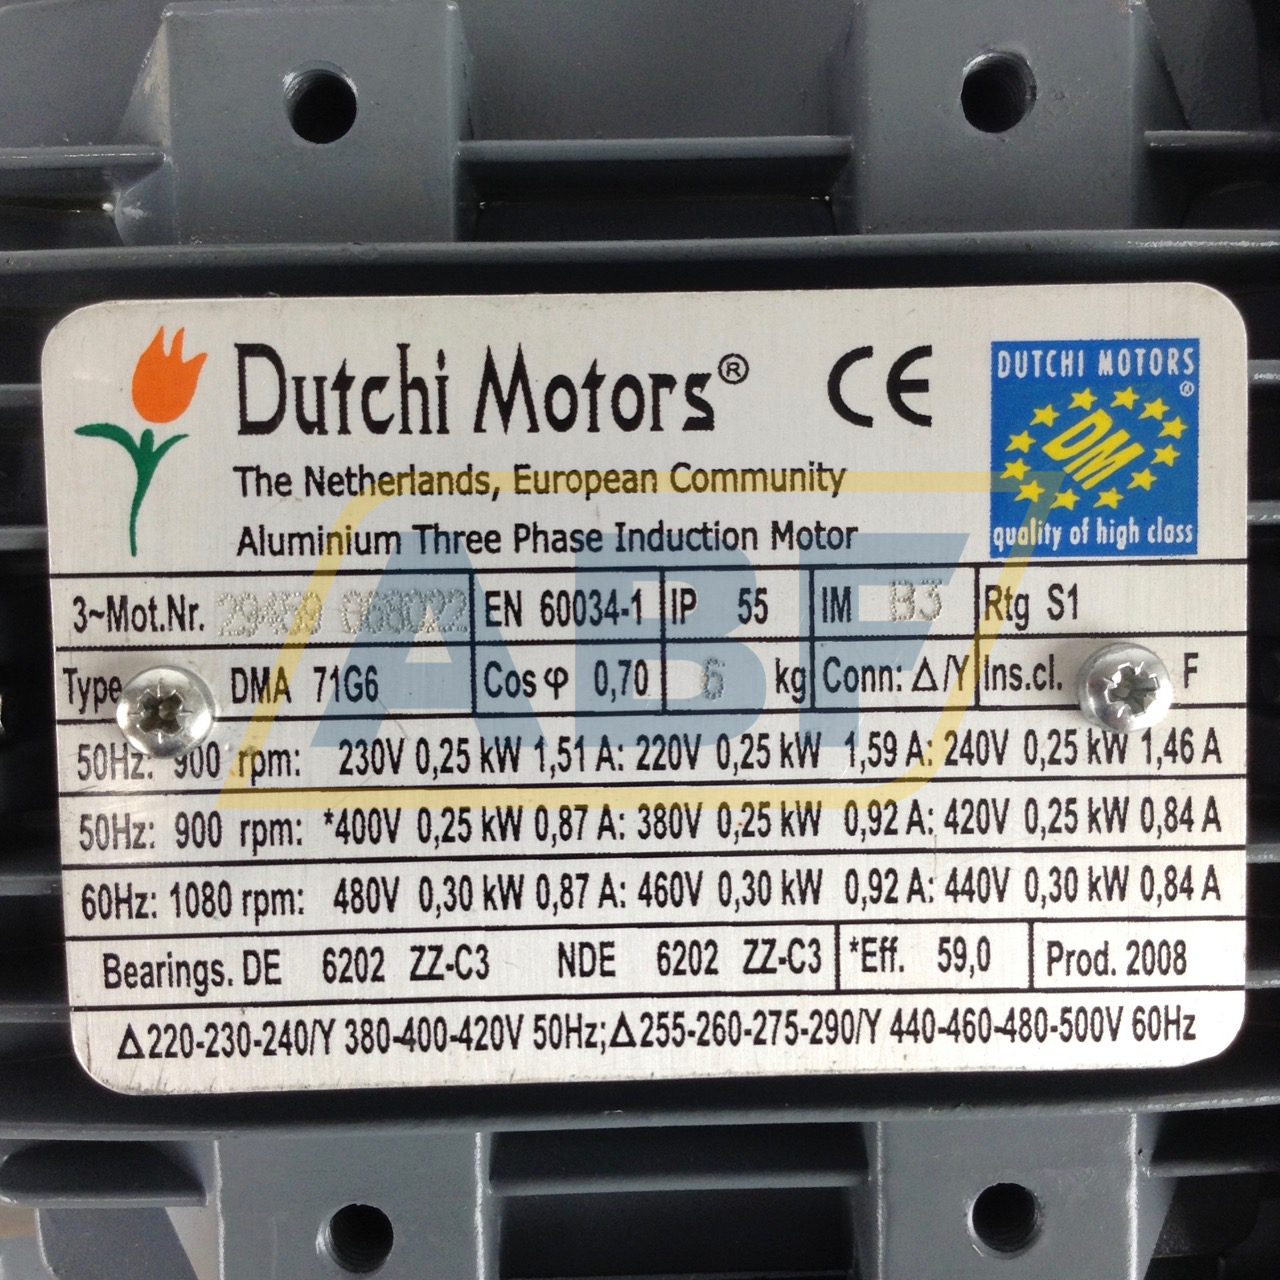 Dutchi Motors® CE
DUTCHI MOTORS ®
DM
quality of high class
The Netherlands, European Community
Aluminium Three Phase Induction Motor
3~Mot.Nr. EN 60034-1 IP 55 IM B3 Rtg S1
Type DMA 71G6 Cos φ 0,70 6 kg Conn: Δ/Y Ins.cl. F
50Hz: 900 rpm: 230V 0,25 kW 1,51 A: 220V 0,25 kW 1,59 A: 240V 0,25 kW 1,46 A
50Hz: 900 rpm: *400V 0,25 kW 0,87 A: 380V 0,25 kW 0,92 A: 420V 0,25 kW 0,84 A
60Hz: 1080 rpm: 480V 0,30 kW 0,87 A: 460V 0,30 kW 0,92 A: 440V 0,30 kW 0,84 A
Bearings. DE 6202 ZZ-C3 NDE 6202 ZZ-C3 *Eff. 59,0 Prod. 2008
Δ220-230-240/Y 380-400-420V 50Hz;Δ255-260-275-290/Y 440-460-480-500V 60Hz
ABF